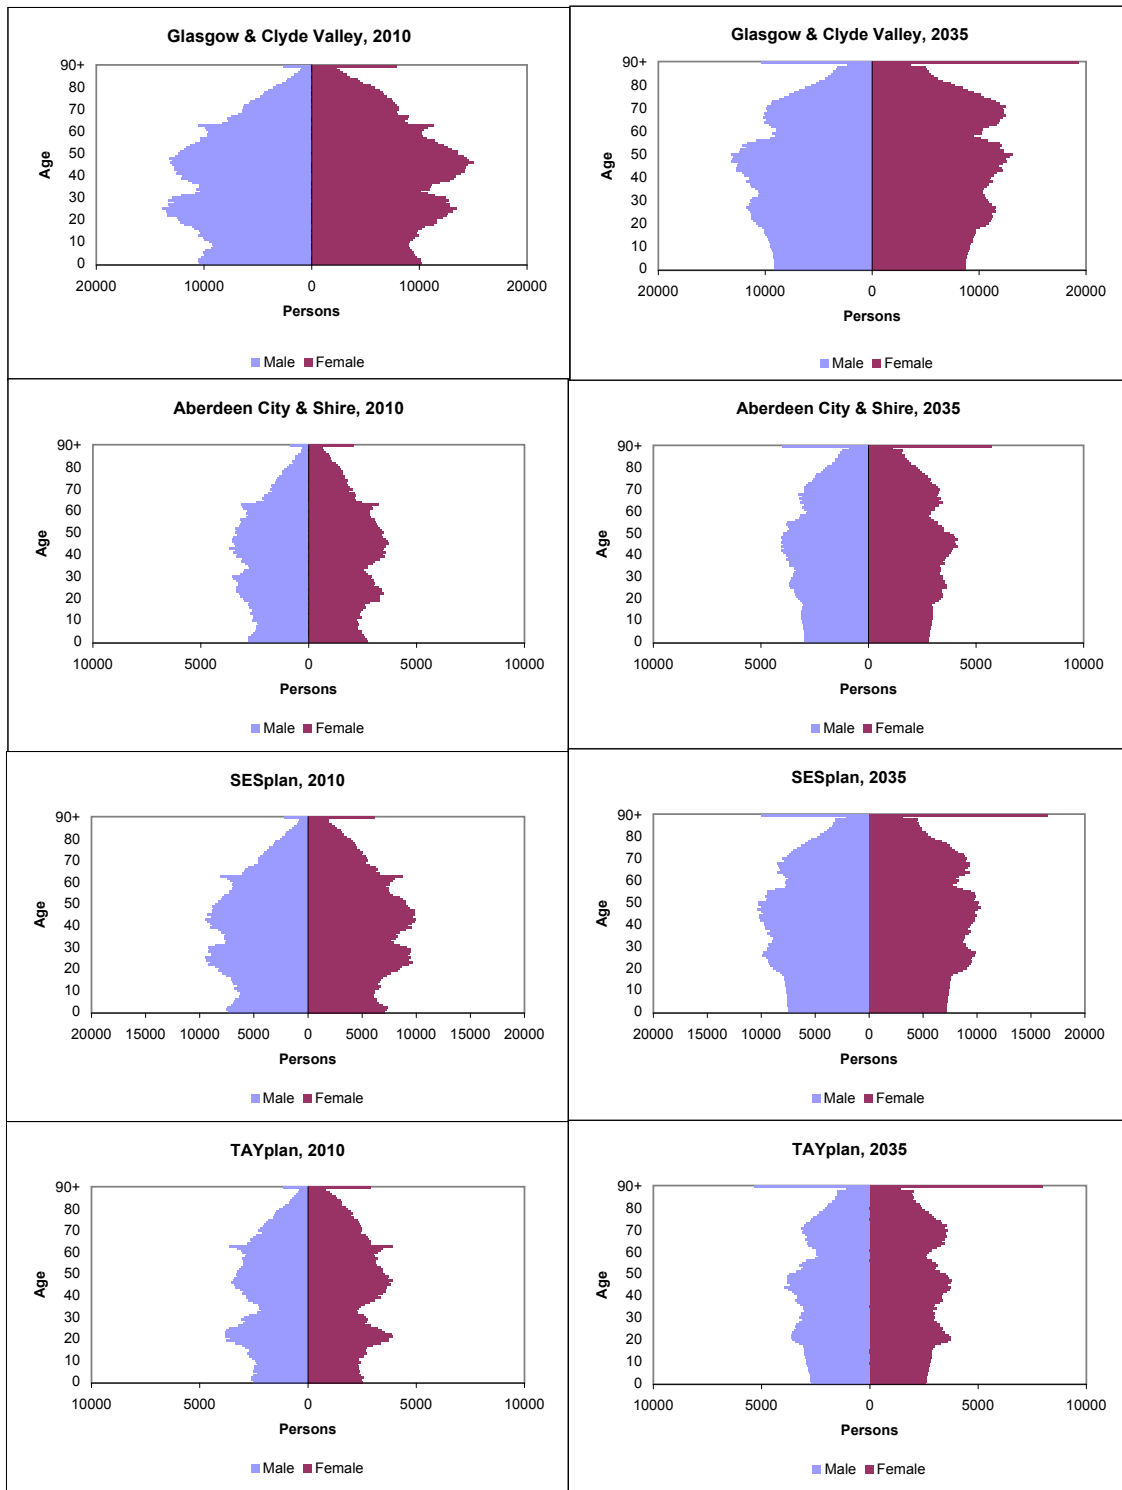 Glasgow & Clyde Valley, 2010
90+
80
70
60
50
40
30
20
10
0
Age
20000 10000 0 10000 20000
Persons
Male Female
Glasgow & Clyde Valley, 2035
90+
80
70
60
50
40
30
20
10
0
Age
20000 10000 0 10000 20000
Persons
Male Female
Aberdeen City & Shire, 2010
90+
80
70
60
50
40
30
20
10
0
Age
10000 5000 0 5000 10000
Persons
Male Female
Aberdeen City & Shire, 2035
90+
80
70
60
50
40
30
20
10
0
Age
10000 5000 0 5000 10000
Persons
Male Female
SESplan, 2010
90+
80
70
60
50
40
30
20
10
0
Age
20000 15000 10000 5000 0 5000 10000 15000 20000
Persons
Male Female
SESplan, 2035
90+
80
70
60
50
40
30
20
10
0
Age
20000 15000 10000 5000 0 5000 10000 15000 20000
Persons
Male Female
TAYplan, 2010
90+
80
70
60
50
40
30
20
10
0
Age
10000 5000 0 5000 10000
Persons
Male Female
TAYplan, 2035
90+
80
70
60
50
40
30
20
10
0
Age
10000 5000 0 5000 10000
Persons
Male Female